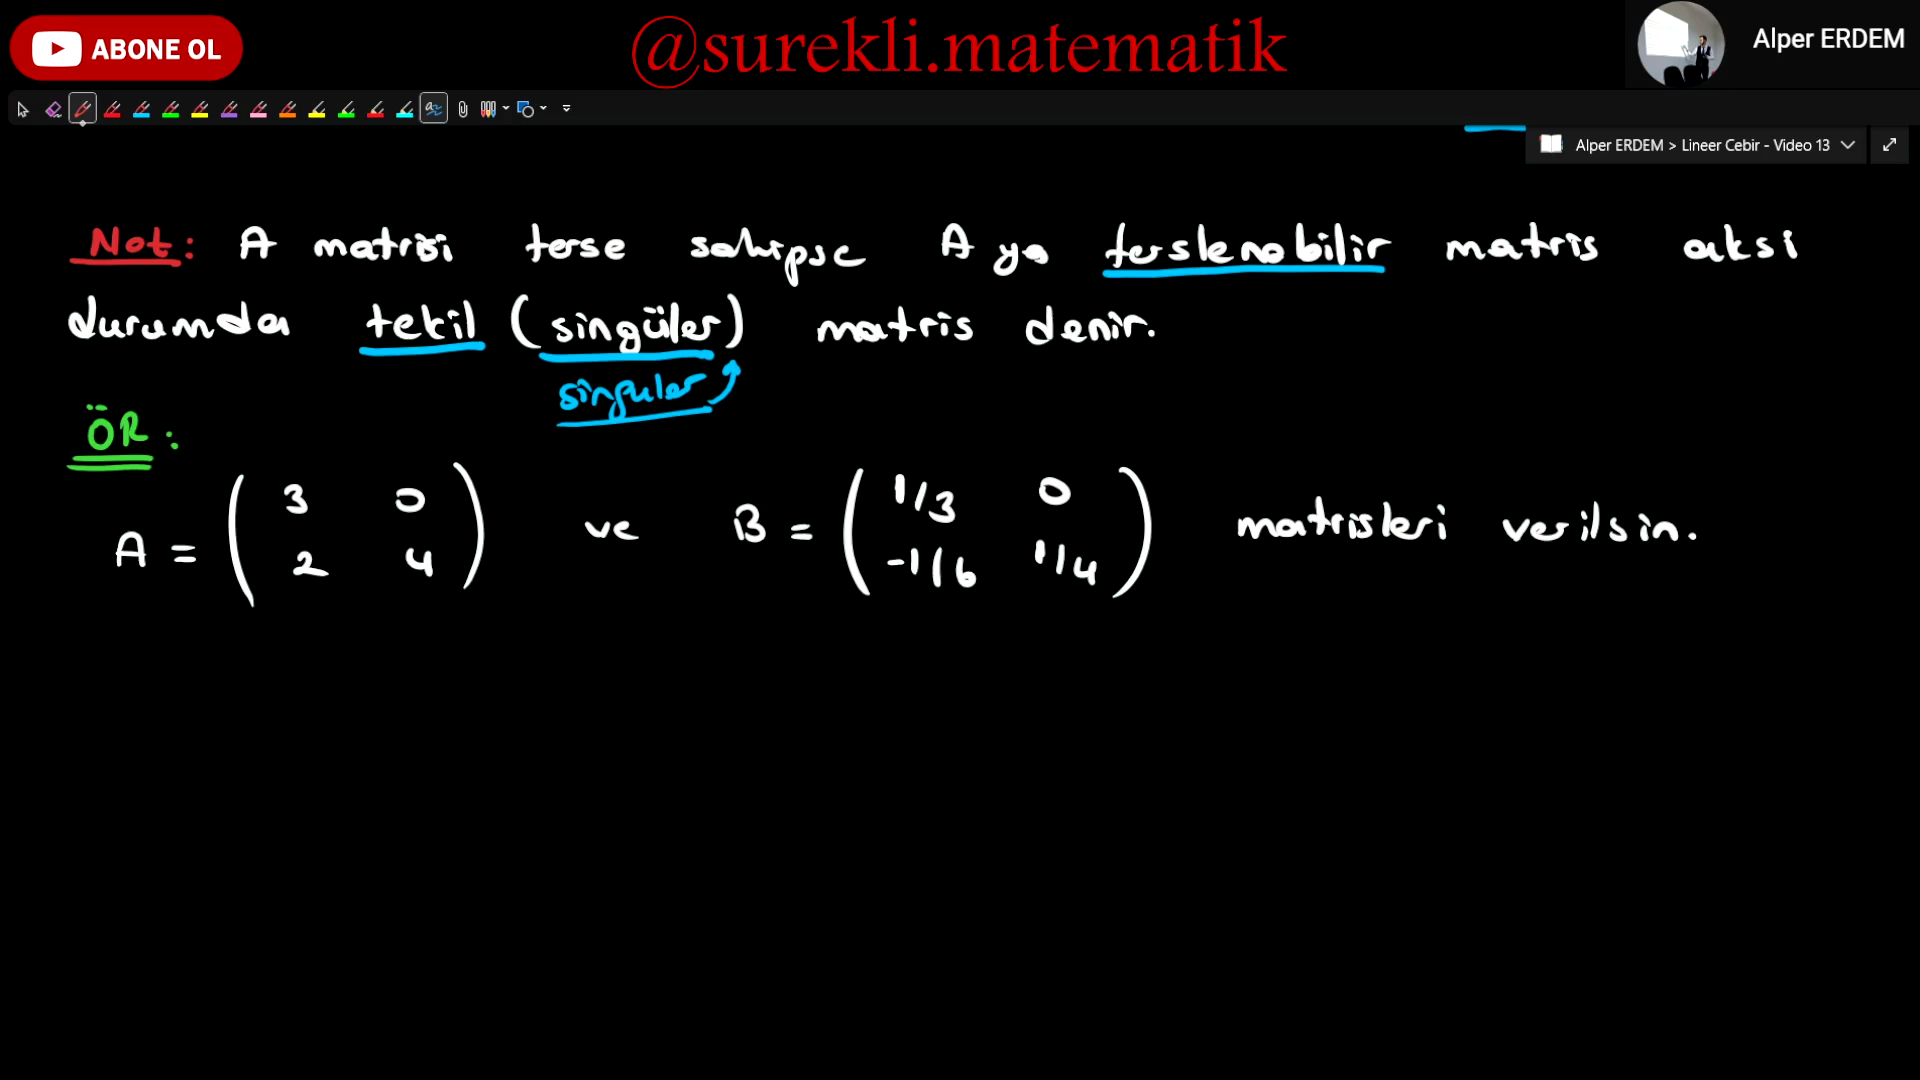 ABONE OL
@surekli.matematik
Alper ERDEM
Alper ERDEM > Lineer Cebir - Video 13
Not: A matrisi terse sahipse A ya terslenebilir matris aksi
durumda tekil (singüler) matris denir.
singuler
ÖR:
A = ( 3 0 ve B = ( 1/3 0 ) matrisleri verilsin.
2 4 ) -1/6 1/4